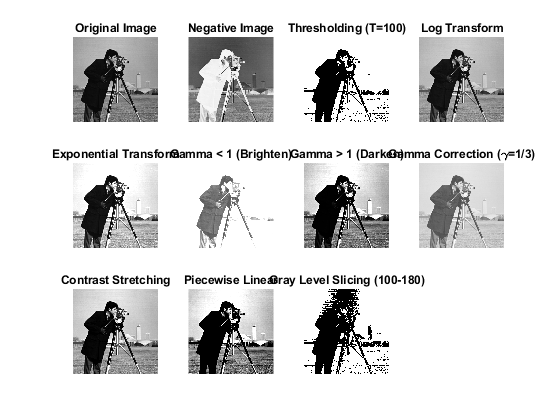 Original Image
Negative Image
Thresholding (T=100)
Log Transform
Exponential Transform
Gamma < 1 (Brighten)
Gamma > 1 (Darken)
Gamma Correction (γ=1/3)
Contrast Stretching
Piecewise Linear
Gray Level Slicing (100-180)